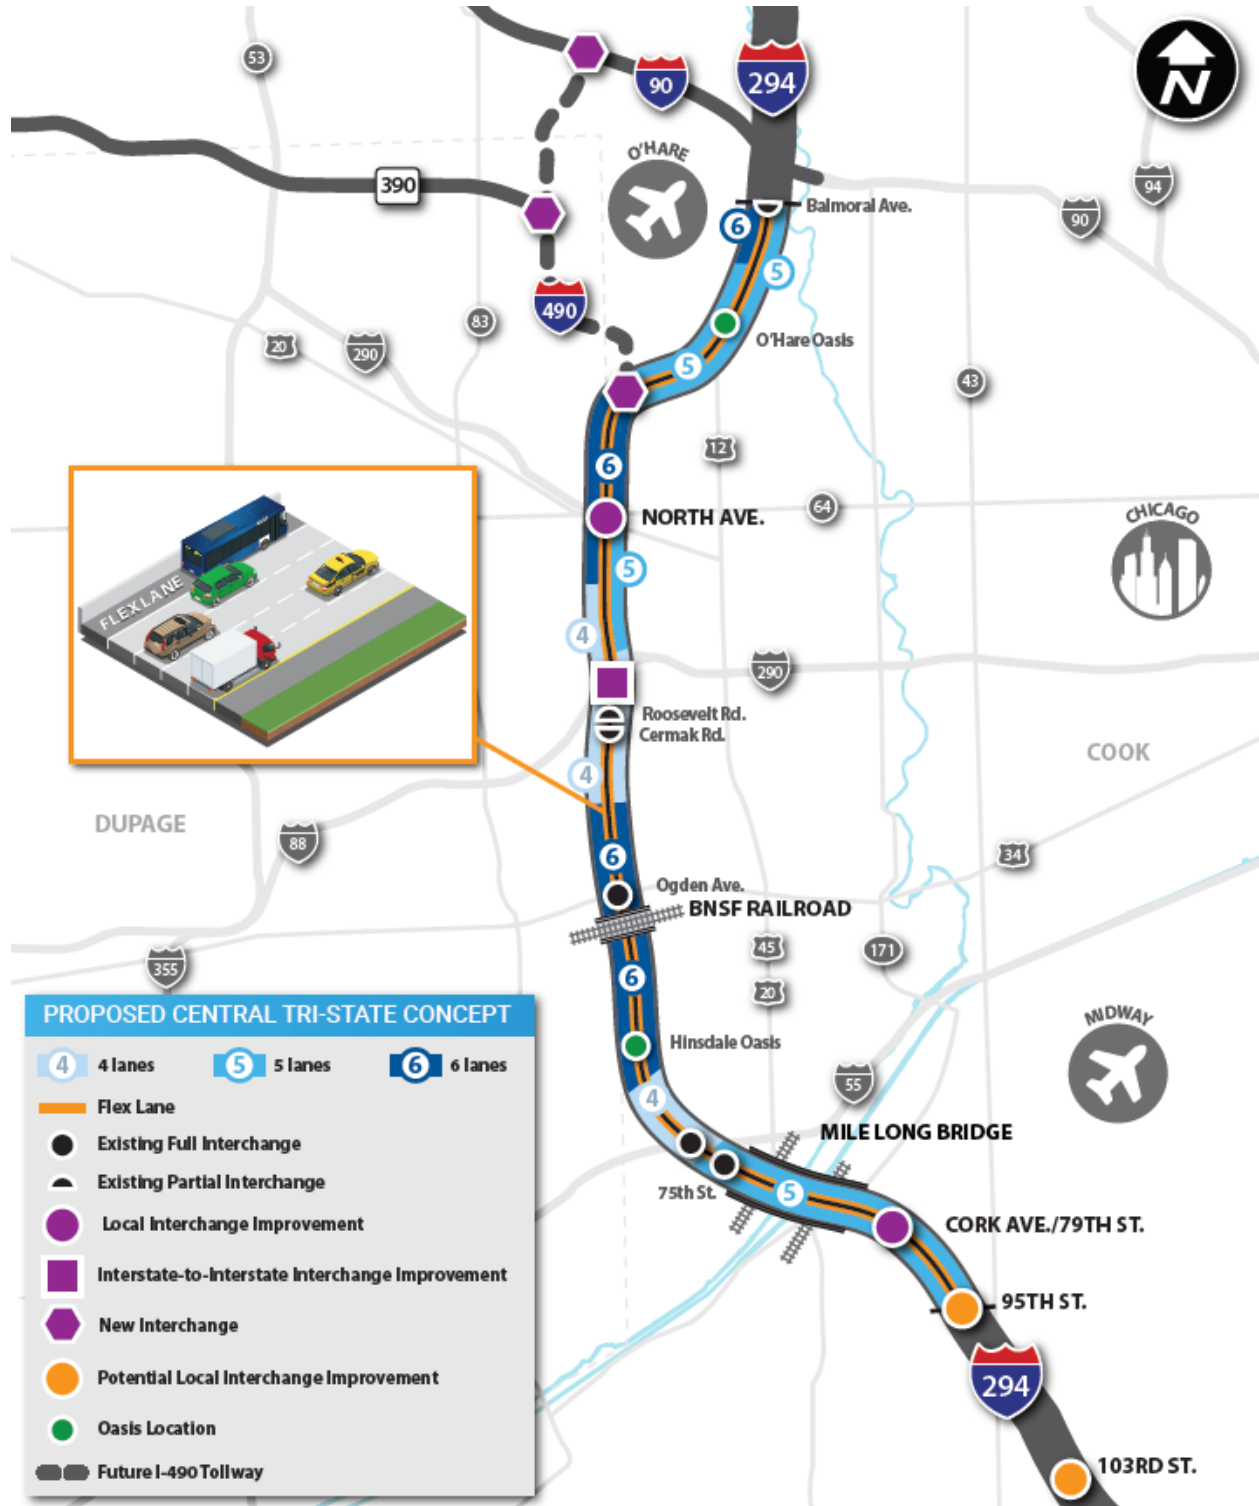 53
90
294
N
O'HARE
94
390
90
6
Balmoral Ave.
5
490
83
O'Hare Oasis
20
290
5
43
12
6
64
NORTH AVE.
CHICAGO
5
FLEX LANE
4
290
Roosevelt Rd.
Cermak Rd.
COOK
4
DUPAGE
88
6
34
Ogden Ave.
BNSF RAILROAD
45
171
355
6
20
PROPOSED CENTRAL TRI-STATE CONCEPT
MIDWAY
Hinsdale Oasis
4 4 lanes
5 5 lanes
6 6 lanes
55
4
Flex Lane
MILE LONG BRIDGE
Existing Full Interchange
Existing Partial Interchange
75th St.
5
Local Interchange Improvement
CORK AVE./79TH ST.
Interstate-to-Interstate Interchange Improvement
95TH ST.
New Interchange
Potential Local Interchange Improvement
294
Oasis Location
Future I-490 Tollway
103RD ST.